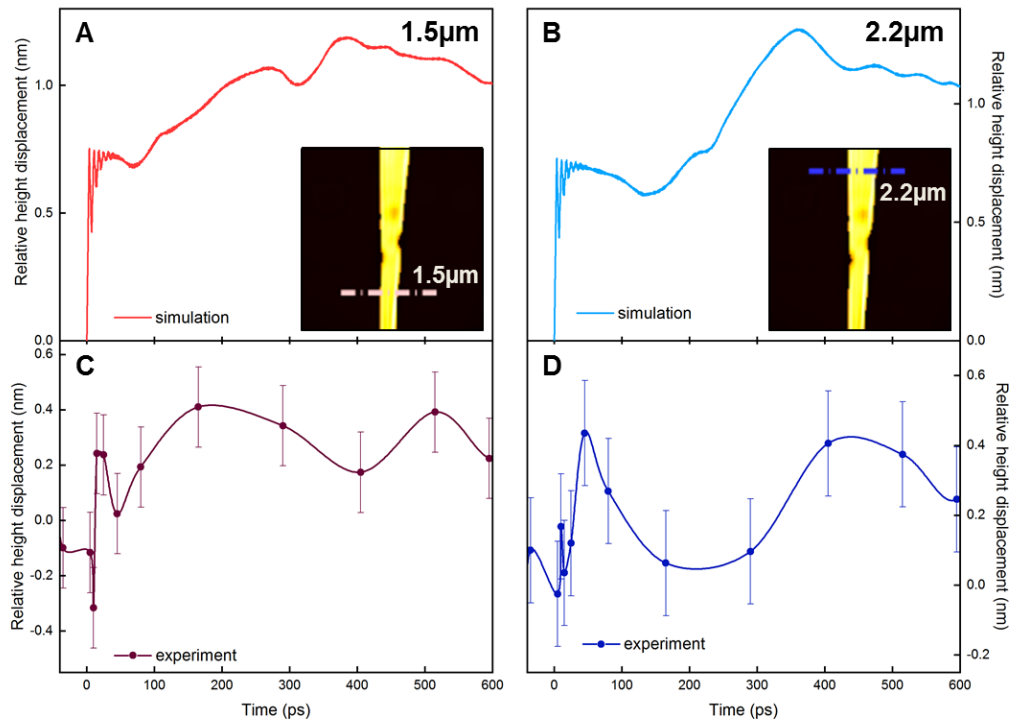 A
1.5µm
B
2.2µm
Relative height displacement (nm)
1.0
0.5
0.0
1.5µm
simulation
2.2µm
simulation
1.0
0.5
0.0
Relative height displacement (nm)
C
D
Relative height displacement (nm)
0.6
0.4
0.2
0.0
-0.2
-0.4
experiment
experiment
0.4
0.2
0.0
-0.2
Relative height displacement (nm)
0 100 200 300 400 500 600
0 100 200 300 400 500 600
Time (ps)
Time (ps)